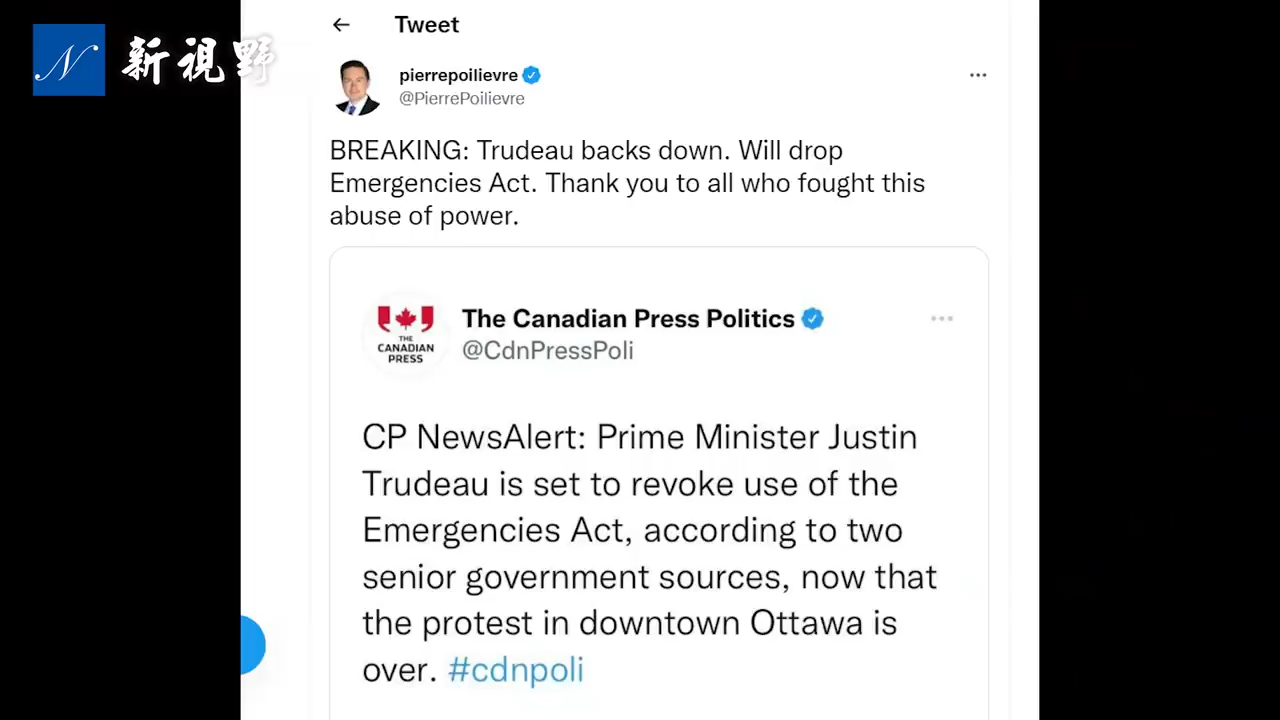 N 新視野
Tweet
pierrepoilievre
@PierrePoilievre
BREAKING: Trudeau backs down. Will drop
Emergencies Act. Thank you to all who fought this
abuse of power.
The Canadian Press Politics
@CdnPressPoli
THE
CANADIAN
PRESS
CP NewsAlert: Prime Minister Justin
Trudeau is set to revoke use of the
Emergencies Act, according to two
senior government sources, now that
the protest in downtown Ottawa is
over. #cdnpoli